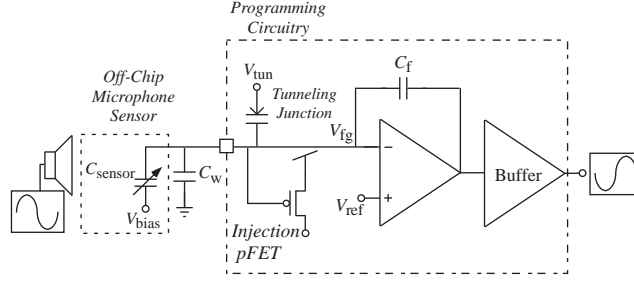 Programming
Circuitry
Off-Chip
Microphone
Sensor
V_tun
Tunneling
Junction
C_f
V_fg
C_sensor
C_w
V_bias
V_ref
Injection
pFET
−
+
Buffer